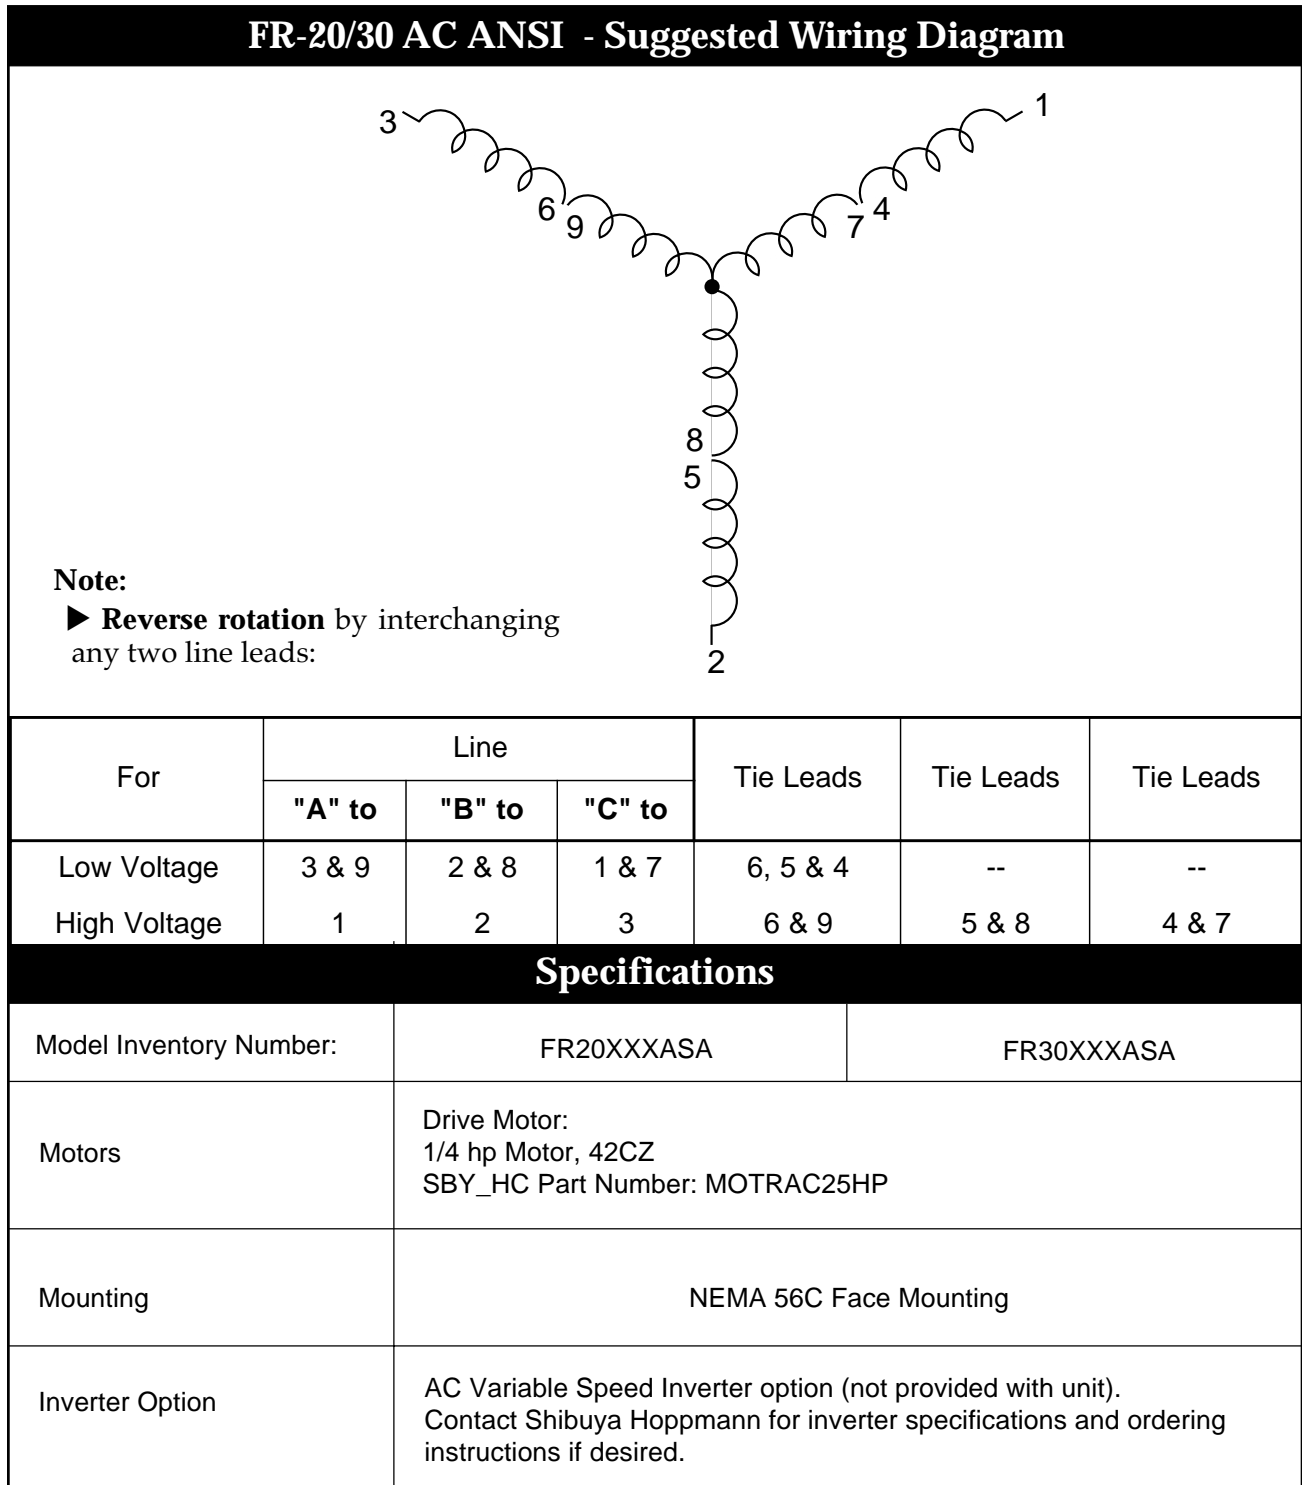 FR-20/30 AC ANSI - Suggested Wiring Diagram
3
1
6
9
4
7
8
5
2
Note:
▶ Reverse rotation by interchanging
any two line leads:
For
Line
Tie Leads
Tie Leads
Tie Leads
"A" to
"B" to
"C" to
Low Voltage 3 & 9 2 & 8 1 & 7 6, 5 & 4 -- --
High Voltage 1 2 3 6 & 9 5 & 8 4 & 7
Specifications
Model Inventory Number: FR20XXXASA FR30XXXASA
Motors
Drive Motor:
1/4 hp Motor, 42CZ
SBY_HC Part Number: MOTRAC25HP
Mounting NEMA 56C Face Mounting
Inverter Option
AC Variable Speed Inverter option (not provided with unit).
Contact Shibuya Hoppmann for inverter specifications and ordering
instructions if desired.